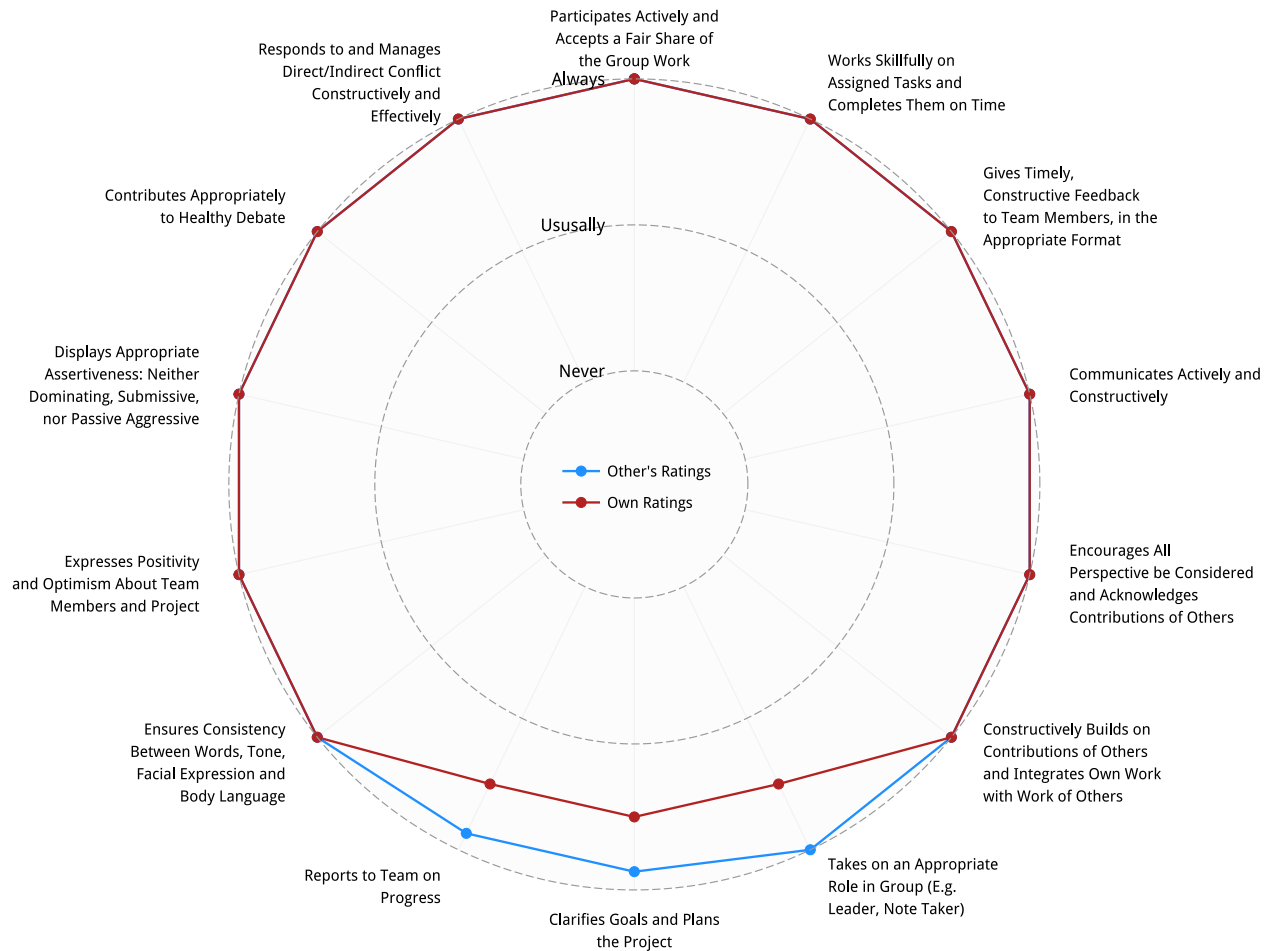 Participates Actively and
Accepts a Fair Share of
the Group Work
Works Skillfully on
Assigned Tasks and
Completes Them on Time
Gives Timely,
Constructive Feedback
to Team Members, in the
Appropriate Format
Communicates Actively and
Constructively
Encourages All
Perspective be Considered
and Acknowledges
Contributions of Others
Constructively Builds on
Contributions of Others
and Integrates Own Work
with Work of Others
Takes on an Appropriate
Role in Group (E.g.
Leader, Note Taker)
Clarifies Goals and Plans
the Project
Reports to Team on
Progress
Ensures Consistency
Between Words, Tone,
Facial Expression and
Body Language
Expresses Positivity
and Optimism About Team
Members and Project
Displays Appropriate
Assertiveness: Neither
Dominating, Submissive,
nor Passive Aggressive
Contributes Appropriately
to Healthy Debate
Responds to and Manages
Direct/Indirect Conflict
Constructively and
Effectively
Always
Ususally
Never
Other's Ratings
Own Ratings